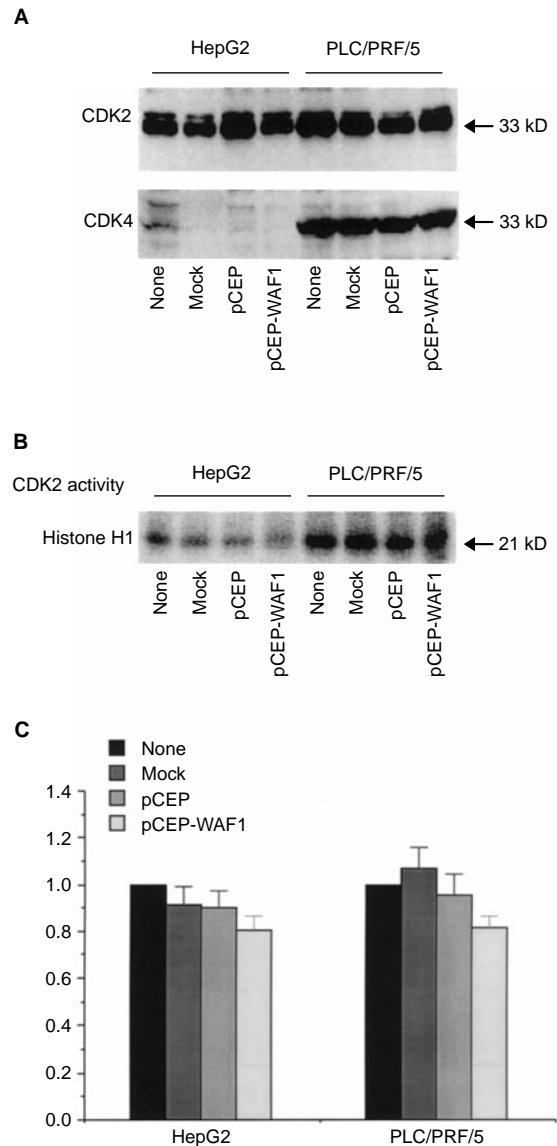 A
HepG2 PLC/PRF/5
CDK2 33 kD
CDK4 33 kD
None Mock pCEP pCEP-WAF1 None Mock pCEP pCEP-WAF1
B
HepG2 PLC/PRF/5
CDK2 activity
Histone H1 21 kD
None Mock pCEP pCEP-WAF1 None Mock pCEP pCEP-WAF1
C
None
Mock
pCEP
pCEP-WAF1
1.4
1.2
1.0
0.8
0.6
0.4
0.2
0.0
HepG2 PLC/PRF/5